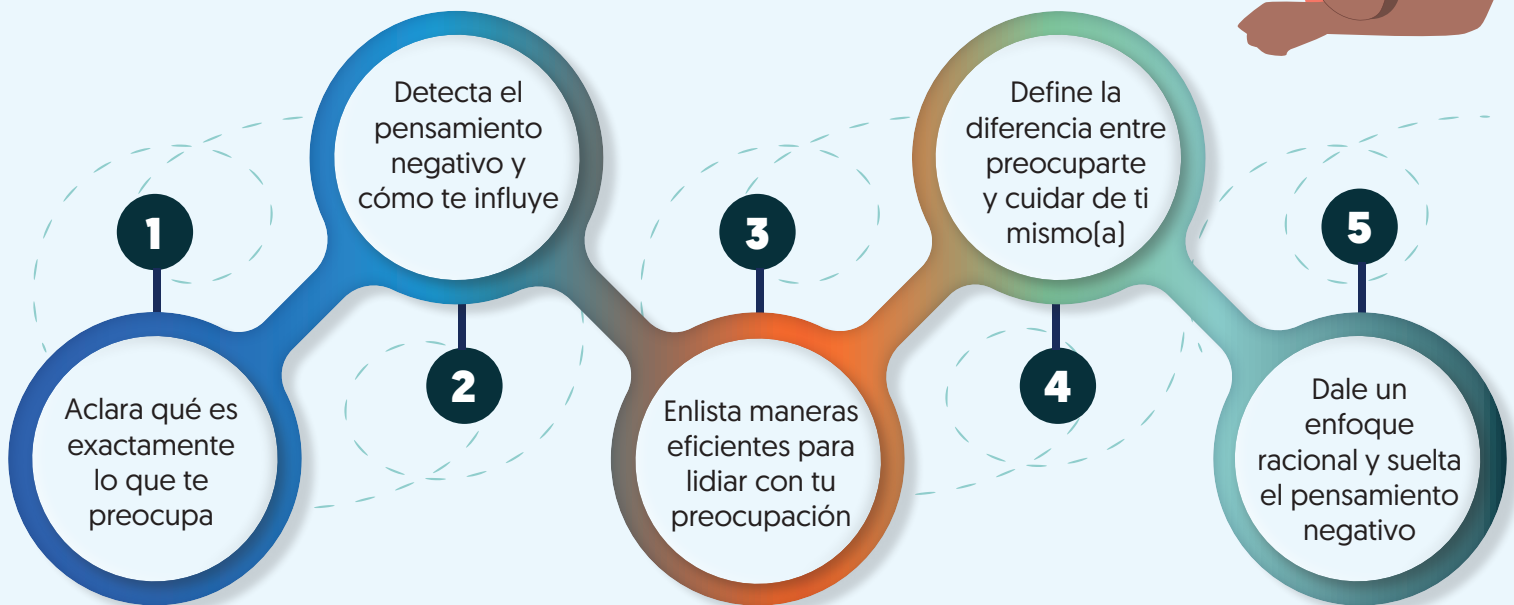 1
Aclara qué es
exactamente
lo que te
preocupa
Detecta el
pensamiento
negativo y
cómo te influye
2
3
Enlista maneras
eficientes para
lidiar con tu
preocupación
Define la
diferencia entre
preocuparte
y cuidar de ti
mismo(a)
4
5
Dale un
enfoque
racional y suelta
el pensamiento
negativo